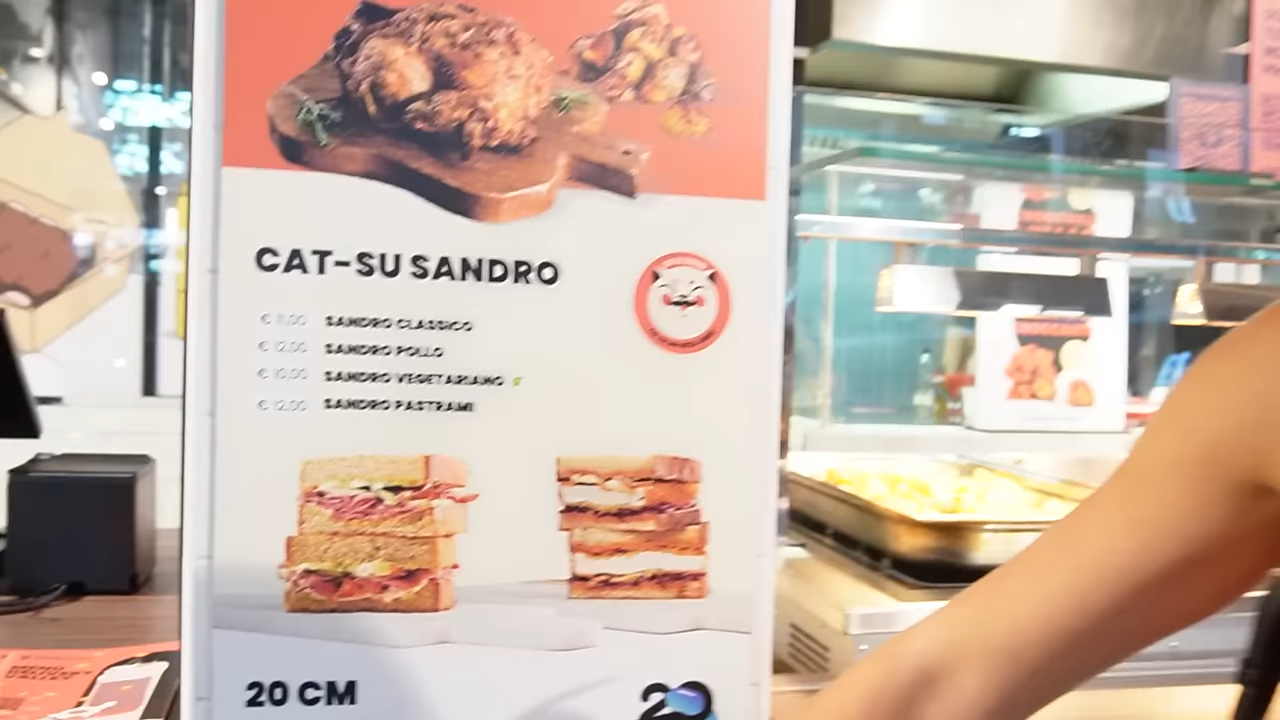 CAT-SU SANDRO
€ 11,00 SANDRO CLASSICO
€ 12,00 SANDRO POLLO
€ 10,00 SANDRO VEGETARIANO
€ 12,00 SANDRO PASTRAMI
20 CM
20